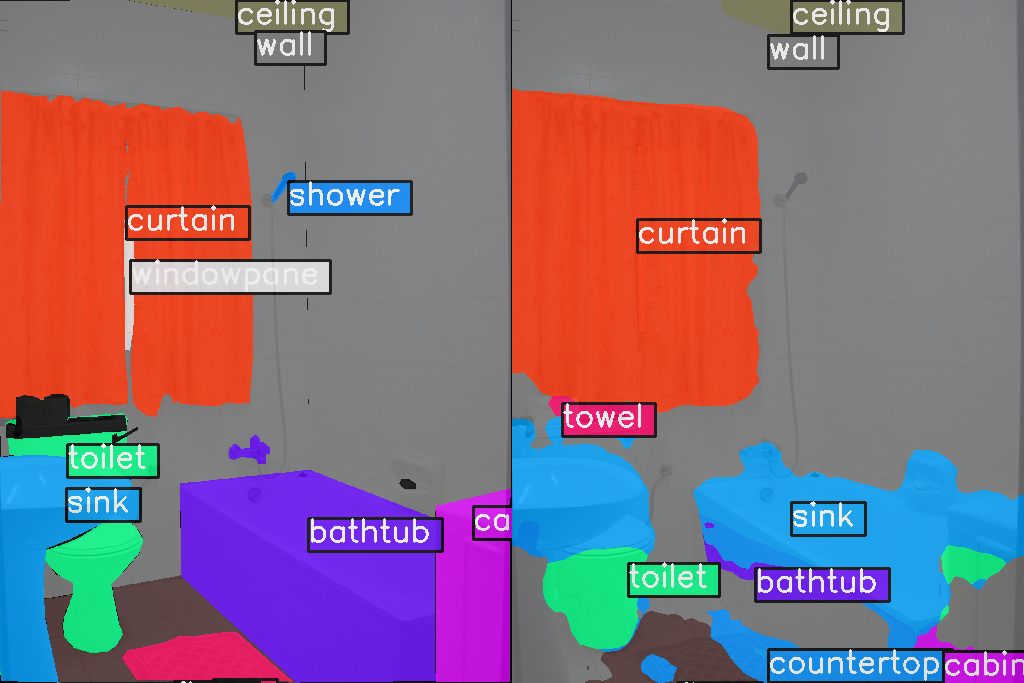 ceiling
wall
shower
curtain
windowpane
toilet
sink
ca
bathtub
ceiling
wall
curtain
towel
sink
toilet
bathtub
countertop
cabin